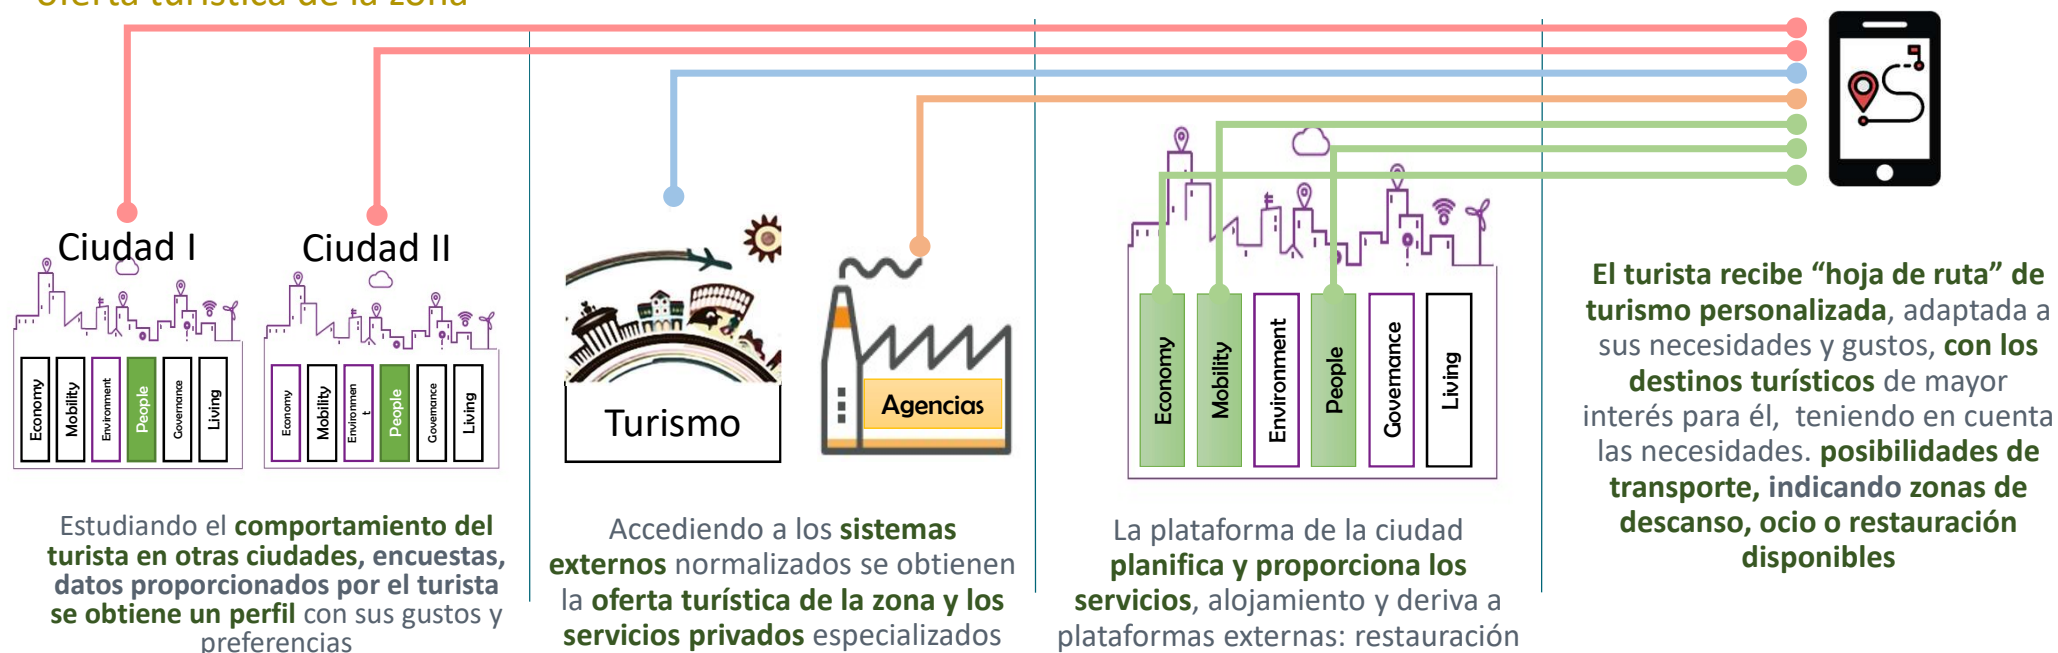 oferta turística de la zona
Ciudad I
Economy
Mobility
Environment
People
Governance
Living
Ciudad II
Economy
Mobility
Environmen
t
People
Governance
Living
Estudiando el comportamiento del
turista en otras ciudades, encuestas,
datos proporcionados por el turista
se obtiene un perfil con sus gustos y
preferencias
Turismo
Agencias
Accediendo a los sistemas
externos normalizados se obtienen
la oferta turística de la zona y los
servicios privados especializados
Economy
Mobility
Environment
People
Governance
Living
La plataforma de la ciudad
planifica y proporciona los
servicios, alojamiento y deriva a
plataformas externas: restauración
El turista recibe “hoja de ruta” de
turismo personalizada, adaptada a
sus necesidades y gustos, con los
destinos turísticos de mayor
interés para él, teniendo en cuenta
las necesidades. posibilidades de
transporte, indicando zonas de
descanso, ocio o restauración
disponibles